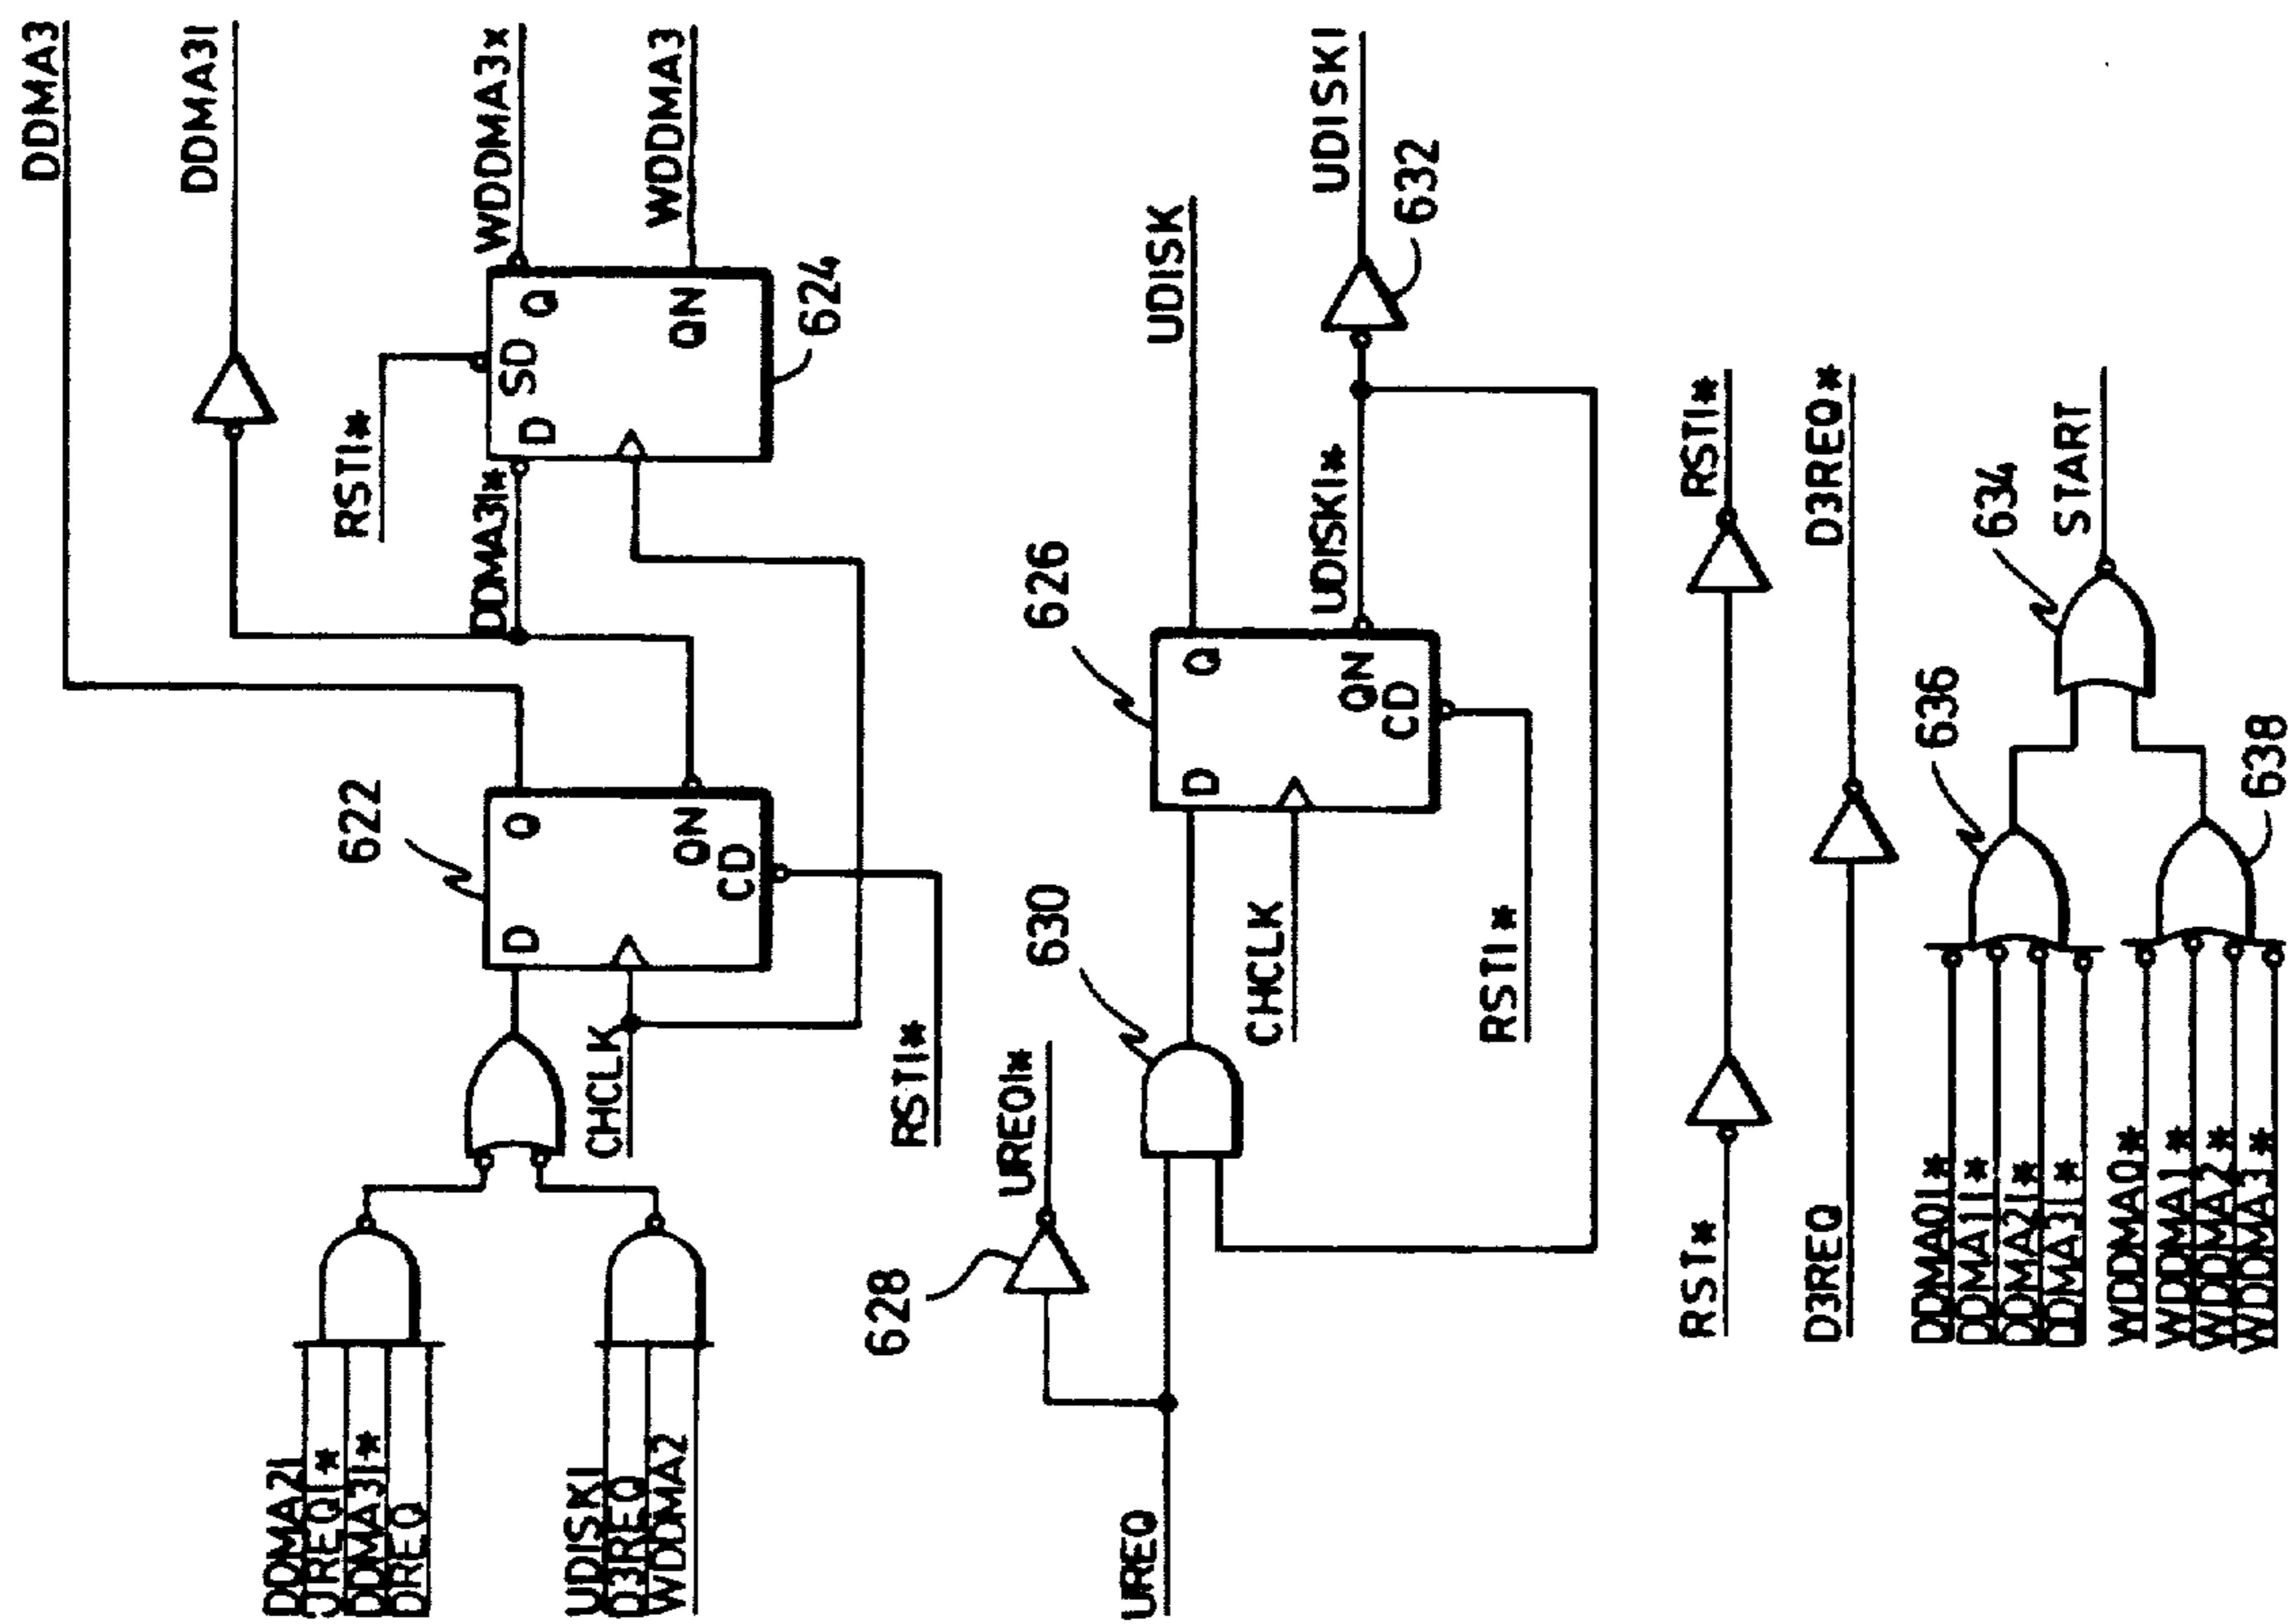 DDMA3
DDMA3I
WDDMA3*
WDDMA3
RSTI*
DDMA3I*
D
SD
Q
QN
624
622
D
Q
QN
CD
CHCLK
RSTI*
DDMA2I
UREQI*
DDMA3I*
DREQ
UDISKI
D3REQ
WDDMA2
UDISK
UDISKI
632
UDISKI*
626
D
Q
QN
CD
630
CHCLK
RSTI*
UREQI*
628
UREQ
RST*
RSTI*
D3REQ
D3REQ*
634
START
636
638
DDMA0I*
DDMA1I*
DDMA2I*
DDMA3I*
WDDMA0*
WDDMA1*
WDDMA2*
WDDMA3*